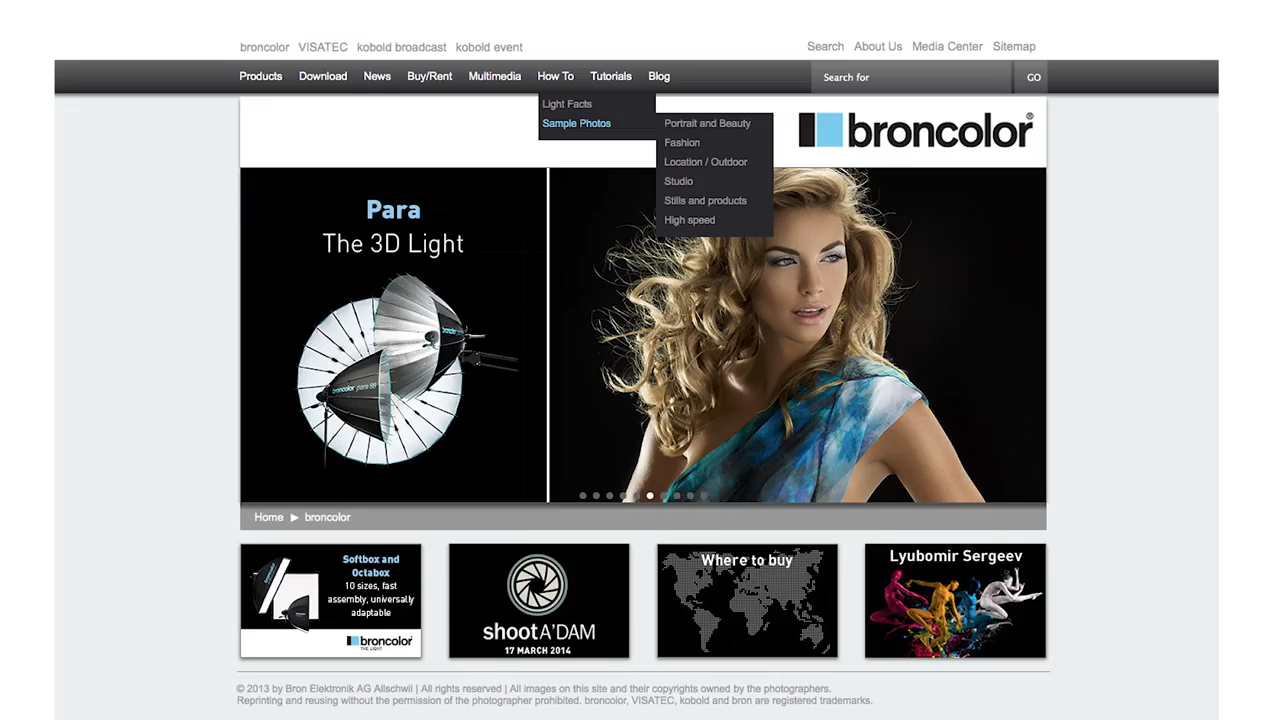 broncolor VISATEC kobold broadcast kobold event
Search About Us Media Center Sitemap
Products Download News Buy/Rent Multimedia How To Tutorials Blog
Search for GO
Light Facts
Sample Photos
Portrait and Beauty
Fashion
Location / Outdoor
Studio
Stills and products
High speed
broncolor®
Para
The 3D Light
broncolor para 88
Home ▶ broncolor
Softbox and
Octabox
10 sizes, fast
assembly, universally
adaptable
broncolor
THE LIGHT
shootA'DAM
17 MARCH 2014
Where to buy
Lyubomir Sergeev
© 2013 by Bron Elektronik AG Allschwil | All rights reserved | All images on this site and their copyrights owned by the photographers.
Reprinting and reusing without the permission of the photographer prohibited. broncolor, VISATEC, kobold and bron are registered trademarks.